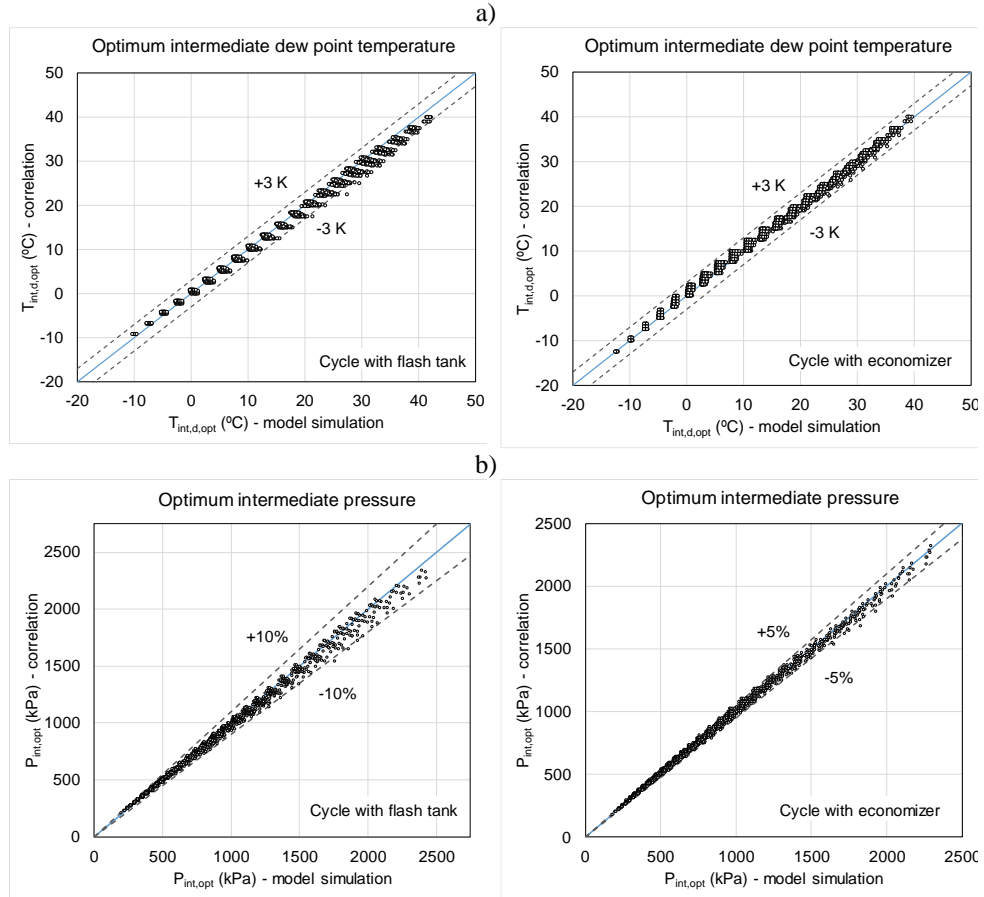 a)
Optimum intermediate dew point temperature
50
40
30
20
10
0
-10
-20
T_int,d,opt (ºC) - correlation
+3 K
-3 K
Cycle with flash tank
-20 -10 0 10 20 30 40 50
T_int,d,opt (ºC) - model simulation
Optimum intermediate dew point temperature
50
40
30
20
10
0
-10
-20
T_int,d,opt (ºC) - correlation
+3 K
-3 K
Cycle with economizer
-20 -10 0 10 20 30 40 50
T_int,d,opt (ºC) - model simulation
b)
Optimum intermediate pressure
2500
2000
1500
1000
500
0
P_int,opt (kPa) - correlation
+10%
-10%
Cycle with flash tank
0 500 1000 1500 2000 2500
P_int,opt (kPa) - model simulation
Optimum intermediate pressure
2500
2000
1500
1000
500
0
P_int,opt (kPa) - correlation
+5%
-5%
Cycle with economizer
0 500 1000 1500 2000 2500
P_int,opt (kPa) - model simulation